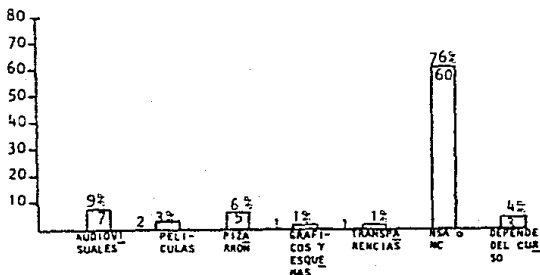 80
70
60
50
40
30
20
10
9%
7
2
3%
6%
5
1
1%
1
1%
76%
60
4%
3
AUDIOVI
SUALES
PELI-
CULAS
PIZA
RRON
GRAFI-
COS Y
ESQUE
MAS
TRANSPA
RENCIAS
NSA o
NC
DEPENDE
DEL CUR
SO